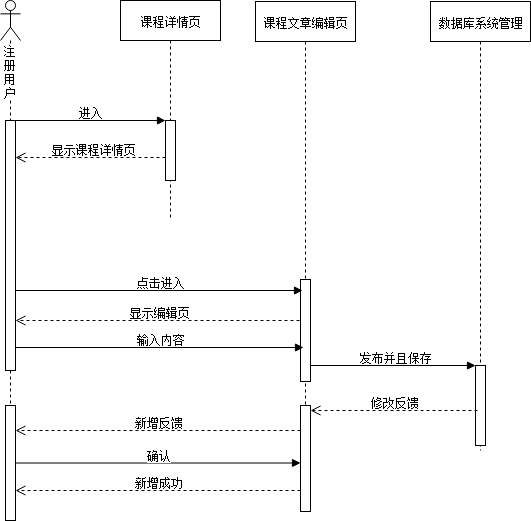 课程详情页
课程文章编辑页
数据库系统管理
注册用户
进入
显示课程详情页
点击进入
显示编辑页
输入内容
发布并且保存
修改反馈
新增反馈
确认
新增成功